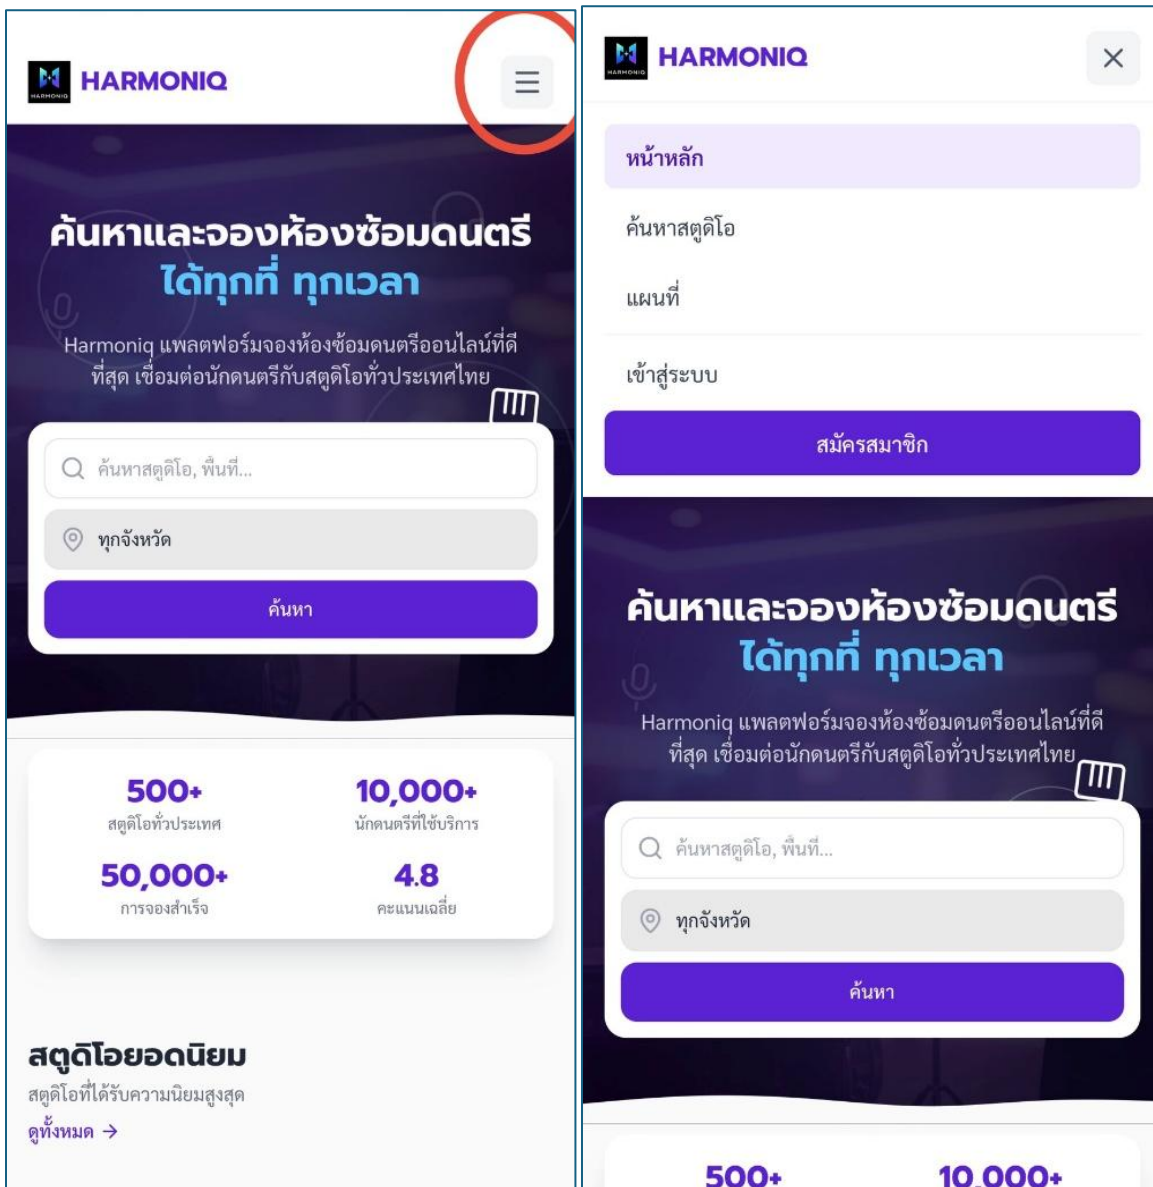 HARMONIQ
HARMONIQ
ค้นหาและจองห้องซ้อมดนตรี
ได้ทุกที่ ทุกเวลา
Harmoniq แพลตฟอร์มจองห้องซ้อมดนตรีออนไลน์ที่ดี
ที่สุด เชื่อมต่อนักดนตรีกับสตูดิโอทั่วประเทศไทย
ค้นหาสตูดิโอ, พื้นที่...
ทุกจังหวัด
ค้นหา
500+
สตูดิโอทั่วประเทศ
10,000+
นักดนตรีที่ใช้บริการ
50,000+
การจองสำเร็จ
4.8
คะแนนเฉลี่ย
สตูดิโอยอดนิยม
สตูดิโอที่ได้รับความนิยมสูงสุด
ดูทั้งหมด →
HARMONIQ
HARMONIQ
หน้าหลัก
ค้นหาสตูดิโอ
แผนที่
เข้าสู่ระบบ
สมัครสมาชิก
ค้นหาและจองห้องซ้อมดนตรี
ได้ทุกที่ ทุกเวลา
Harmoniq แพลตฟอร์มจองห้องซ้อมดนตรีออนไลน์ที่ดี
ที่สุด เชื่อมต่อนักดนตรีกับสตูดิโอทั่วประเทศไทย
ค้นหาสตูดิโอ, พื้นที่...
ทุกจังหวัด
ค้นหา
500+
10,000+